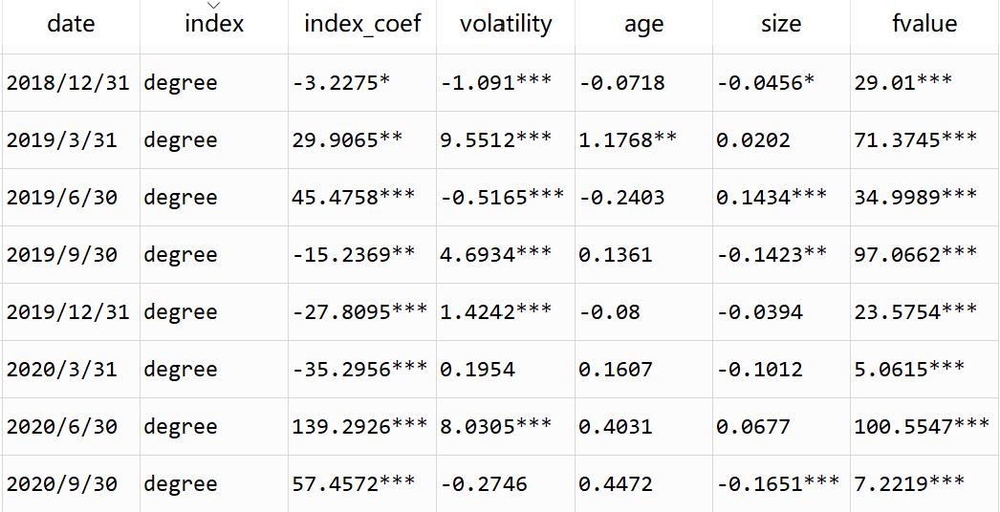 date index index_coef volatility age size fvalue
2018/12/31 degree -3.2275* -1.091*** -0.0718 -0.0456* 29.01***
2019/3/31 degree 29.9065** 9.5512*** 1.1768** 0.0202 71.3745***
2019/6/30 degree 45.4758*** -0.5165*** -0.2403 0.1434*** 34.9989***
2019/9/30 degree -15.2369** 4.6934*** 0.1361 -0.1423** 97.0662***
2019/12/31 degree -27.8095*** 1.4242*** -0.08 -0.0394 23.5754***
2020/3/31 degree -35.2956*** 0.1954 0.1607 -0.1012 5.0615***
2020/6/30 degree 139.2926*** 8.0305*** 0.4031 0.0677 100.5547***
2020/9/30 degree 57.4572*** -0.2746 0.4472 -0.1651*** 7.2219***